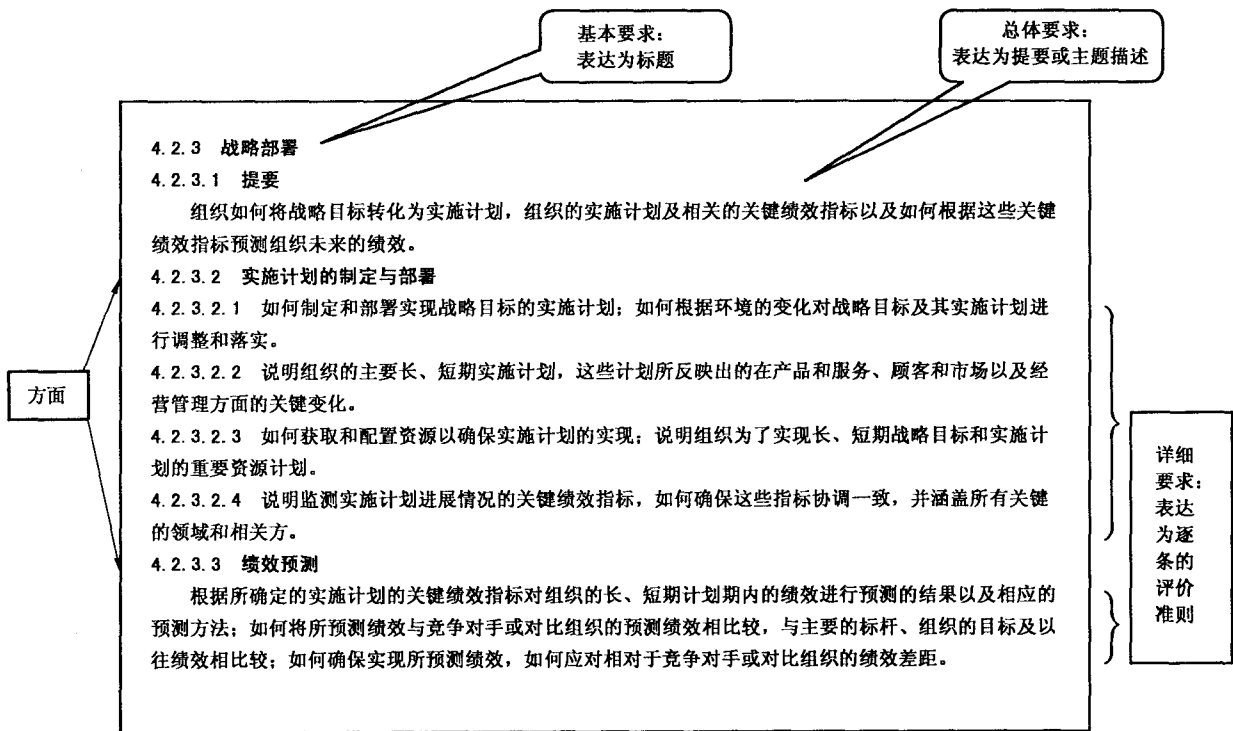 基本要求：
表达为标题
总体要求：
表达为提要或主题描述
4.2.3 战略部署
4.2.3.1 提要
组织如何将战略目标转化为实施计划，组织的实施计划及相关的关键绩效指标以及如何根据这些关键
绩效指标预测组织未来的绩效。
4.2.3.2 实施计划的制定与部署
4.2.3.2.1 如何制定和部署实现战略目标的实施计划；如何根据环境的变化对战略目标及其实施计划进
行调整和落实。
4.2.3.2.2 说明组织的主要长、短期实施计划，这些计划所反映出的在产品和服务、顾客和市场以及经
营管理方面的关键变化。
4.2.3.2.3 如何获取和配置资源以确保实施计划的实现；说明组织为了实现长、短期战略目标和实施计
划的重要资源计划。
4.2.3.2.4 说明监测实施计划进展情况的关键绩效指标，如何确保这些指标协调一致，并涵盖所有关键
的领域和相关方。
4.2.3.3 绩效预测
根据所确定的实施计划的关键绩效指标对组织的长、短期计划期内的绩效进行预测的结果以及相应的
预测方法；如何将所预测绩效与竞争对手或对比组织的预测绩效相比较，与主要的标杆、组织的目标及以
往绩效相比较；如何确保实现所预测绩效，如何应对相对于竞争对手或对比组织的绩效差距。
方面
详细
要求：
表达
为逐
条的
评价
准则